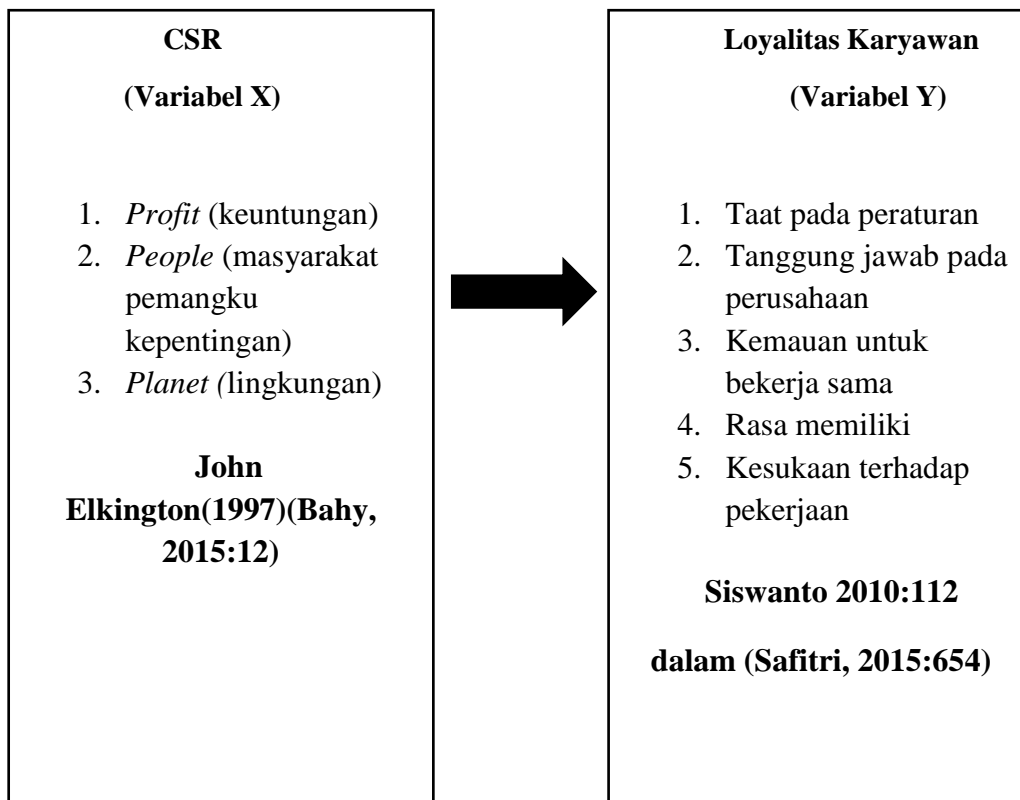 CSR
(Variabel X)
1. Profit (keuntungan)
2. People (masyarakat
pemangku
kepentingan)
3. Planet (lingkungan)
John
Elkington(1997)(Bahy,
2015:12)
Loyalitas Karyawan
(Variabel Y)
1. Taat pada peraturan
2. Tanggung jawab pada
perusahaan
3. Kemauan untuk
bekerja sama
4. Rasa memiliki
5. Kesukaan terhadap
pekerjaan
Siswanto 2010:112
dalam (Safitri, 2015:654)